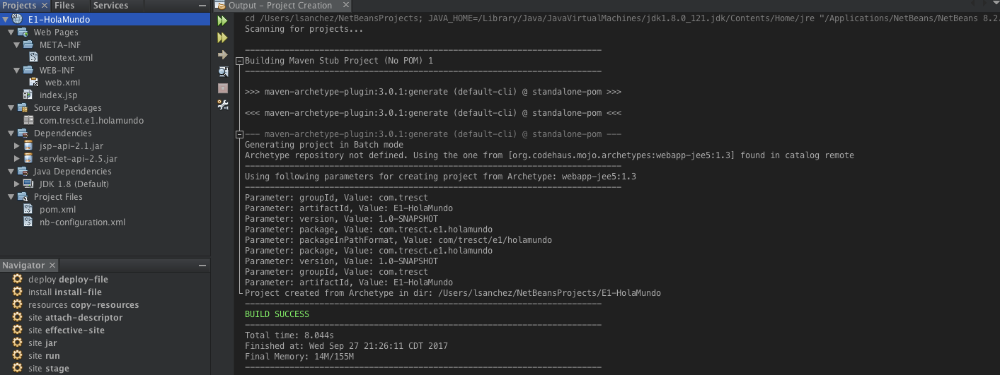 Projects
Files
Services
E1-HolaMundo
Web Pages
META-INF
context.xml
WEB-INF
web.xml
index.jsp
Source Packages
com.tresct.e1.holamundo
Dependencies
jsp-api-2.1.jar
servlet-api-2.5.jar
Java Dependencies
JDK 1.8 (Default)
Project Files
pom.xml
nb-configuration.xml
Navigator
deploy deploy-file
install install-file
resources copy-resources
site attach-descriptor
site effective-site
site jar
site run
site stage
Output - Project Creation
cd /Users/lsanchez/NetBeansProjects; JAVA_HOME=/Library/Java/JavaVirtualMachines/jdk1.8.0_121.jdk/Contents/Home/jre "/Applications/NetBeans/NetBeans 8.2.
Scanning for projects...
------------------------------------------------------------------------
Building Maven Stub Project (No POM) 1
------------------------------------------------------------------------
>>> maven-archetype-plugin:3.0.1:generate (default-cli) @ standalone-pom >>>
<<< maven-archetype-plugin:3.0.1:generate (default-cli) @ standalone-pom <<<
--- maven-archetype-plugin:3.0.1:generate (default-cli) @ standalone-pom ---
Generating project in Batch mode
Archetype repository not defined. Using the one from [org.codehaus.mojo.archetypes:webapp-jee5:1.3] found in catalog remote
----------------------------------------------------------------------------
Using following parameters for creating project from Archetype: webapp-jee5:1.3
----------------------------------------------------------------------------
Parameter: groupId, Value: com.tresct
Parameter: artifactId, Value: E1-HolaMundo
Parameter: version, Value: 1.0-SNAPSHOT
Parameter: package, Value: com.tresct.e1.holamundo
Parameter: packageInPathFormat, Value: com/tresct/e1/holamundo
Parameter: package, Value: com.tresct.e1.holamundo
Parameter: version, Value: 1.0-SNAPSHOT
Parameter: groupId, Value: com.tresct
Parameter: artifactId, Value: E1-HolaMundo
Project created from Archetype in dir: /Users/lsanchez/NetBeansProjects/E1-HolaMundo
------------------------------------------------------------------------
BUILD SUCCESS
------------------------------------------------------------------------
Total time: 8.044s
Finished at: Wed Sep 27 21:26:11 CDT 2017
Final Memory: 14M/155M
------------------------------------------------------------------------